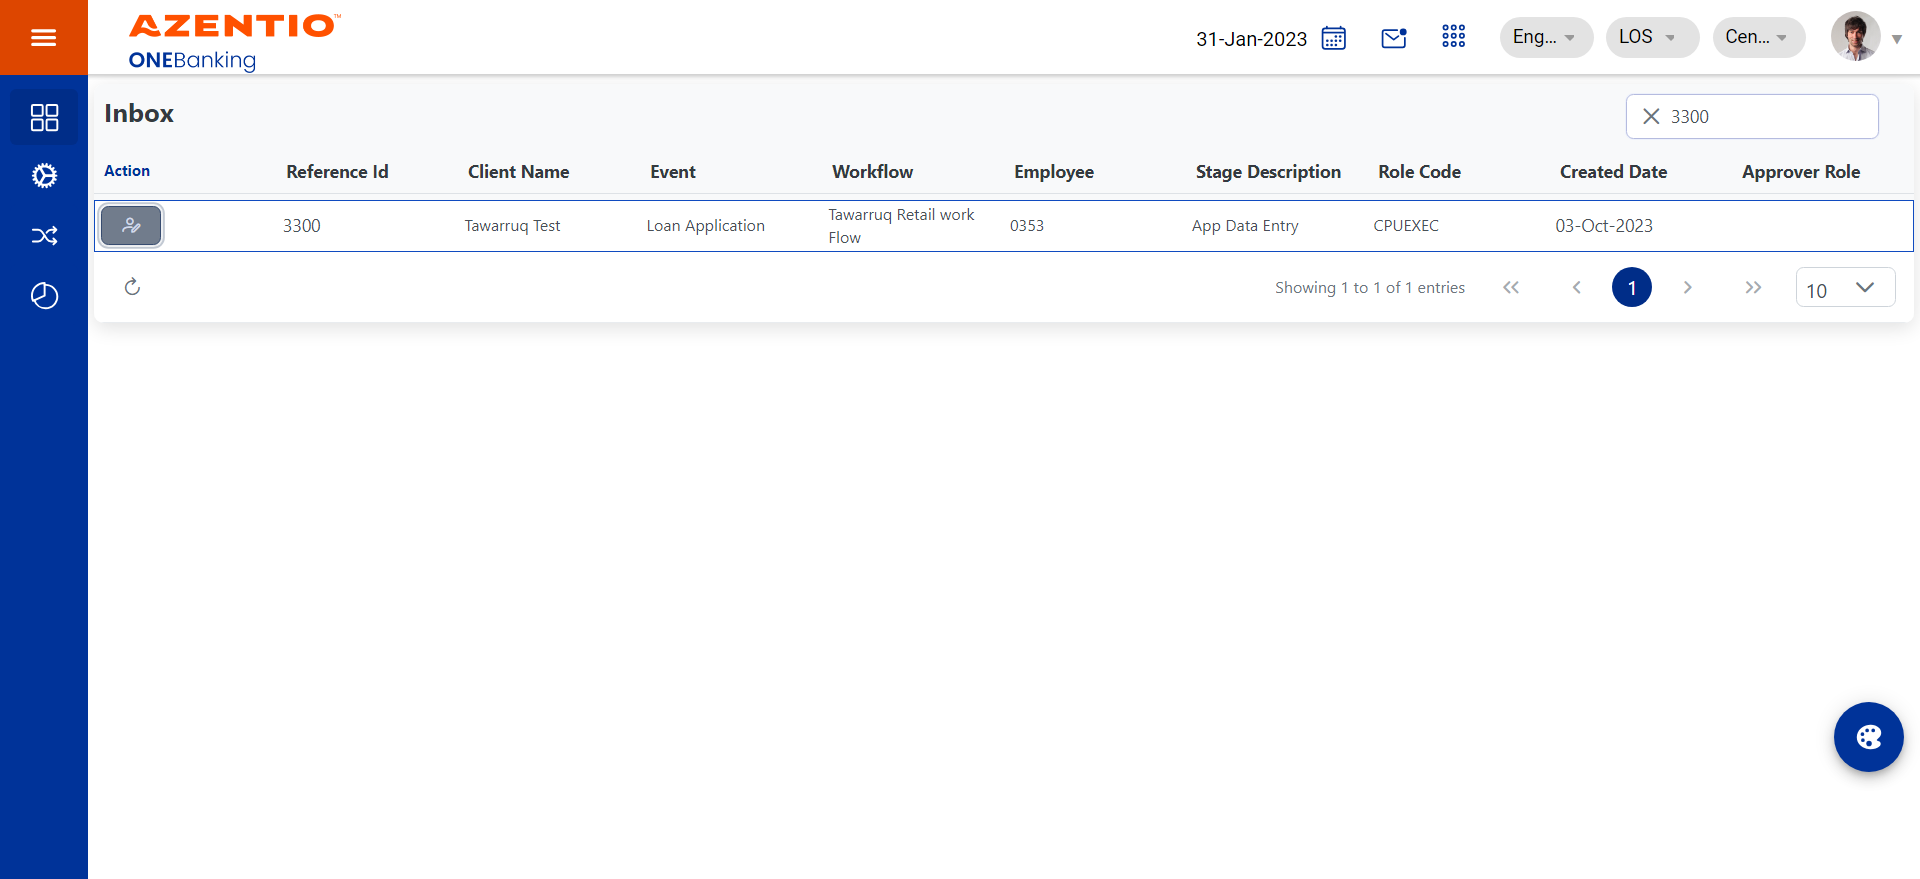 AZENTIO™
ONEBanking
31-Jan-2023
Eng...
LOS
Cen...
Inbox
3300
Action Reference Id Client Name Event Workflow Employee Stage Description Role Code Created Date Approver Role
3300 Tawarruq Test Loan Application Tawarruq Retail work Flow 0353 App Data Entry CPUEXEC 03-Oct-2023
Showing 1 to 1 of 1 entries 1 10